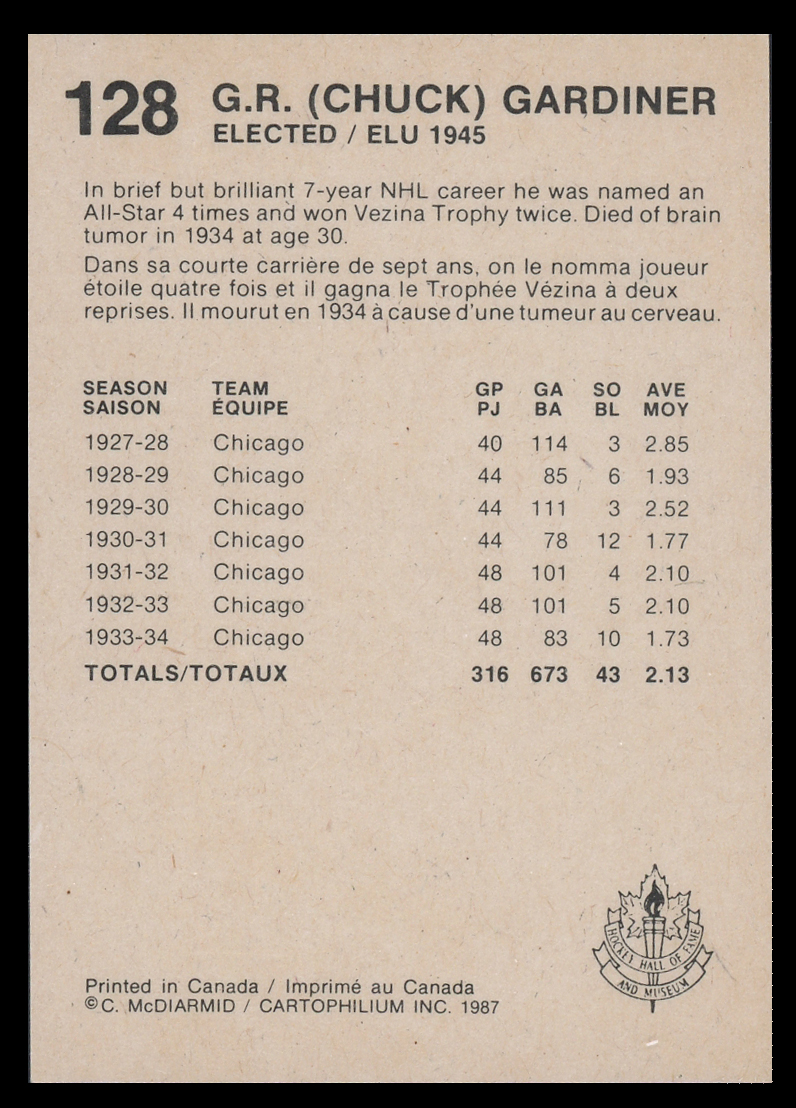 128 G.R. (CHUCK) GARDINER
ELECTED / ELU 1945
In brief but brilliant 7-year NHL career he was named an
All-Star 4 times and won Vezina Trophy twice. Died of brain
tumor in 1934 at age 30.
Dans sa courte carrière de sept ans, on le nomma joueur
étoile quatre fois et il gagna le Trophée Vézina à deux
reprises. Il mourut en 1934 à cause d'une tumeur au cerveau.
SEASON TEAM GP GA SO AVE
SAISON ÉQUIPE PJ BA BL MOY
1927-28 Chicago 40 114 3 2.85
1928-29 Chicago 44 85 6 1.93
1929-30 Chicago 44 111 3 2.52
1930-31 Chicago 44 78 12 1.77
1931-32 Chicago 48 101 4 2.10
1932-33 Chicago 48 101 5 2.10
1933-34 Chicago 48 83 10 1.73
TOTALS/TOTAUX 316 673 43 2.13
HOCKEY HALL OF FAME
AND MUSEUM
Printed in Canada / Imprimé au Canada
©C. McDIARMID / CARTOPHILIUM INC. 1987